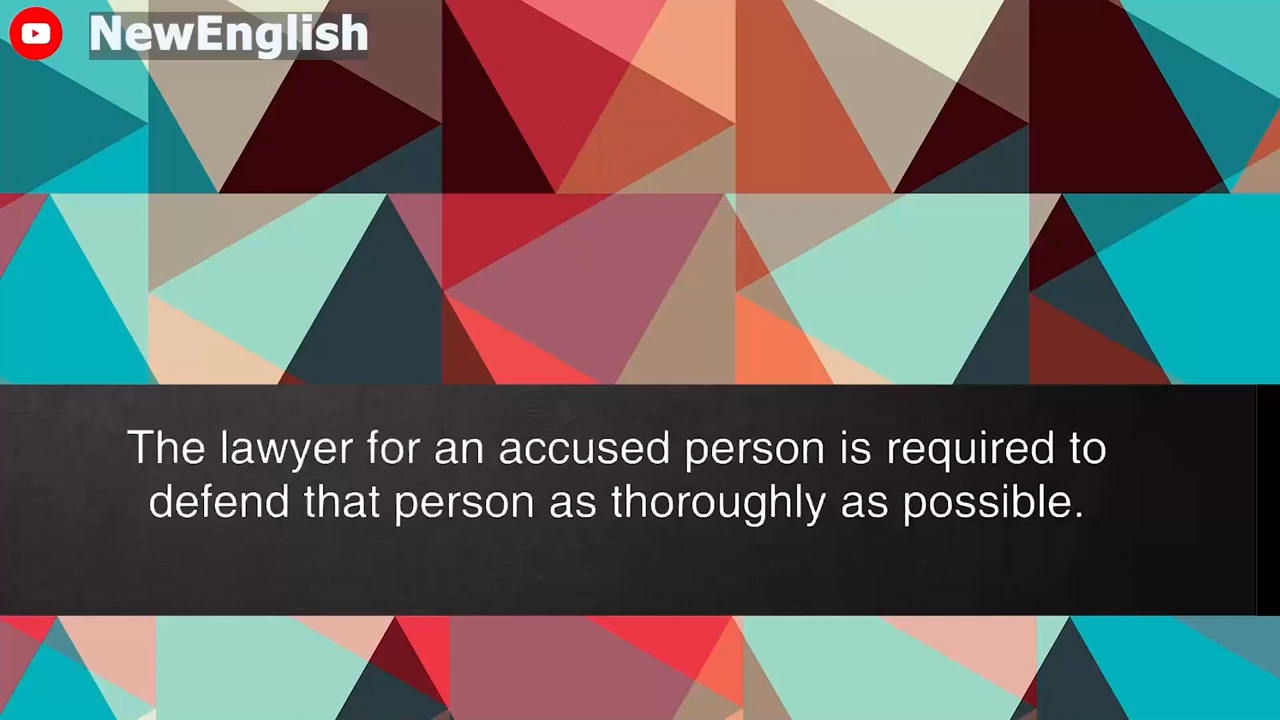 NewEnglish
The lawyer for an accused person is required to
defend that person as thoroughly as possible.